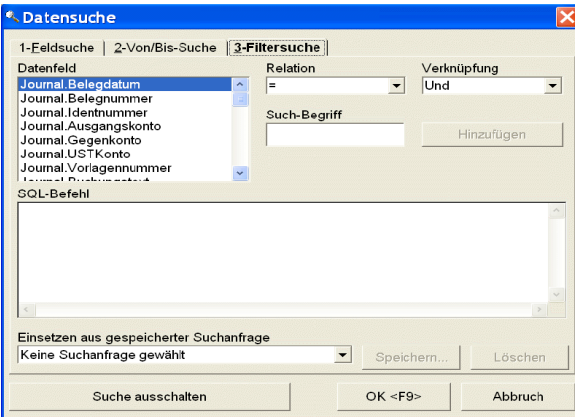 Datensuche
1-Feldsuche
2-Von/Bis-Suche
3-Filtersuche
Datenfeld
Relation
Verknüpfung
Journal.Belegdatum
Journal.Belegnummer
Journal.Identnummer
Journal.Ausgangskonto
Journal.Gegenkonto
Journal.USTKonto
Journal.Vorlagennummer
Journal.Buchungstext
=
Und
Such-Begriff
Hinzufügen
SQL-Befehl
Einsetzen aus gespeicherter Suchanfrage
Keine Suchanfrage gewählt
Speichern...
Löschen
Suche ausschalten
OK <F9>
Abbruch